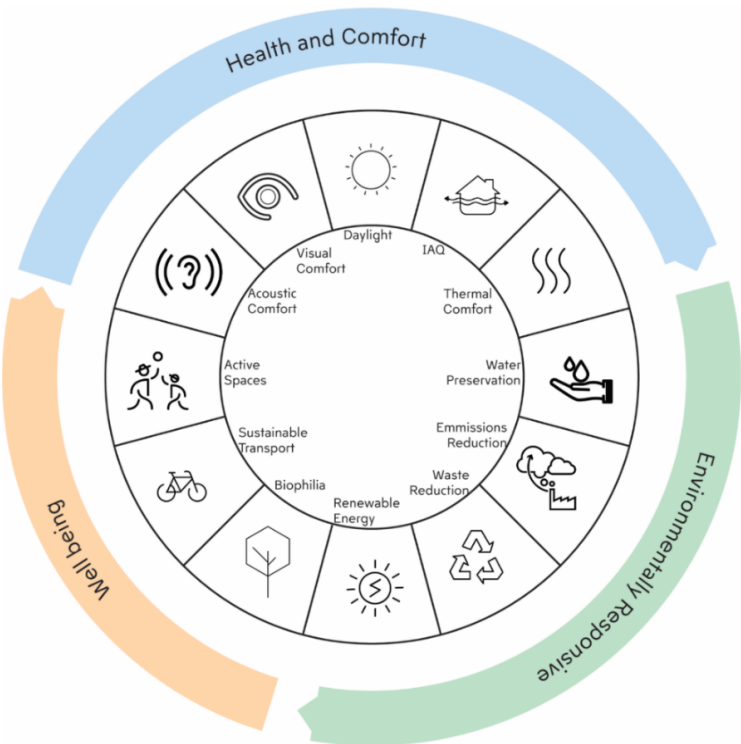 Health and Comfort
Daylight
IAQ
Visual
Comfort
Thermal
Comfort
Acoustic
Comfort
Active
Spaces
Water
Preservation
Sustainable
Transport
Emmissions
Reduction
Biophilia
Waste
Reduction
Renewable
Energy
Well being
Environmentally Responsive